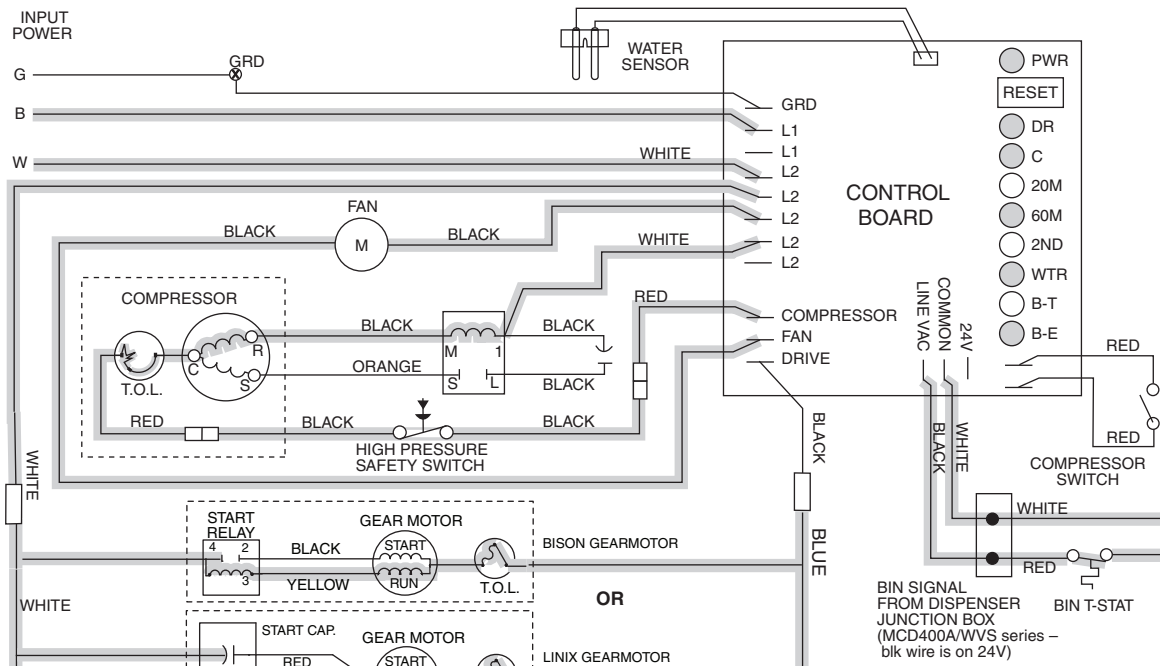 INPUT
POWER
G
GRD
B
W
WATER
SENSOR
WHITE
GRD
L1
L1
L2
L2
L2
L2
L2
CONTROL
BOARD
PWR
RESET
DR
C
20M
60M
2ND
WTR
B-T
B-E
FAN
M
BLACK
BLACK
WHITE
RED
COMPRESSOR
FAN
DRIVE
LINE VAC
COMMON
24V
COMPRESSOR
T.O.L.
C
R
S
BLACK
ORANGE
M
1
S
L
BLACK
BLACK
RED
BLACK
BLACK
HIGH PRESSURE
SAFETY SWITCH
RED
RED
COMPRESSOR
SWITCH
BLACK
WHITE
BLACK
BLUE
WHITE
WHITE
START
RELAY
4
2
3
BLACK
YELLOW
GEAR MOTOR
START
RUN
T.O.L.
BISON GEARMOTOR
OR
WHITE
RED
BIN SIGNAL
FROM DISPENSER
JUNCTION BOX
(MCD400A/WVS series –
blk wire is on 24V)
BIN T-STAT
START CAP.
RED
GEAR MOTOR
START
LINIX GEARMOTOR